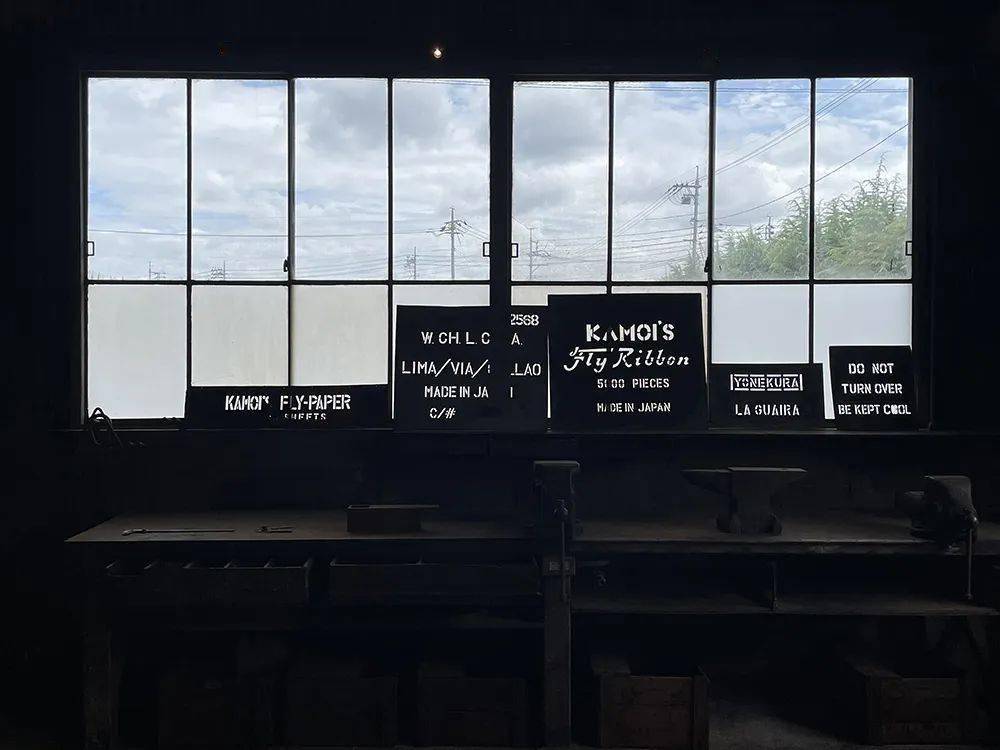 KAMOI'S FLY-PAPER
SHEETS
2568
W. CH. L. C A.
LIMA/VIA/ LLAO
MADE IN JA
C/#
KAMOI'S
Fly Ribbon
5000 PIECES
MADE IN JAPAN
YONEKURA
LA GUAIRA
DO NOT
TURN OVER
BE KEPT COOL